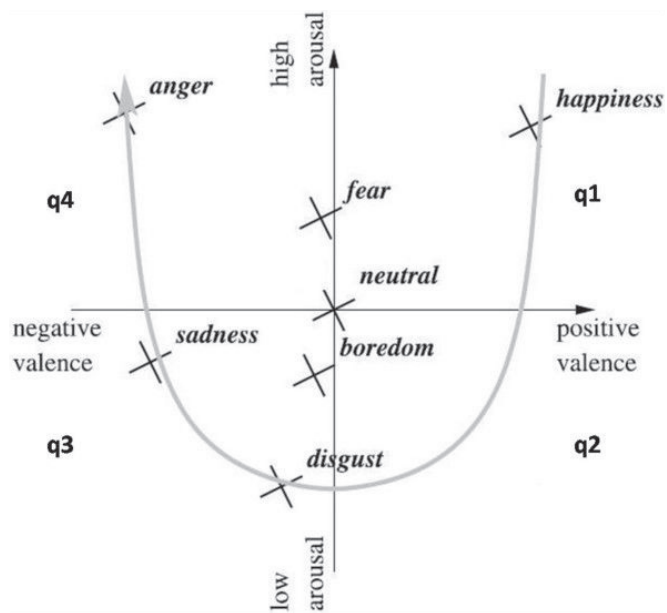 high
arousal
anger
happiness
q4
fear
q1
neutral
negative
valence
sadness
boredom
positive
valence
q3
disgust
q2
low
arousal